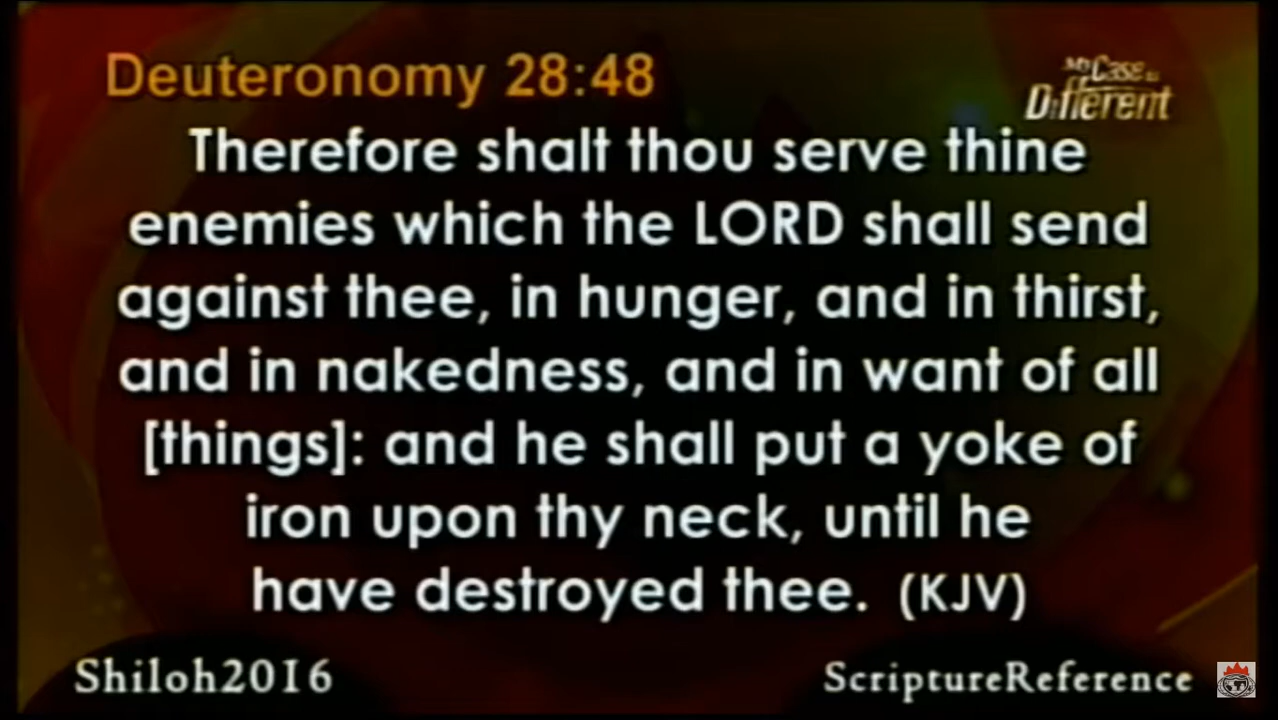 Deuteronomy 28:48
My Case is
Different
Therefore shalt thou serve thine
enemies which the LORD shall send
against thee, in hunger, and in thirst,
and in nakedness, and in want of all
[things]: and he shall put a yoke of
iron upon thy neck, until he
have destroyed thee. (KJV)
Shiloh2016
ScriptureReference